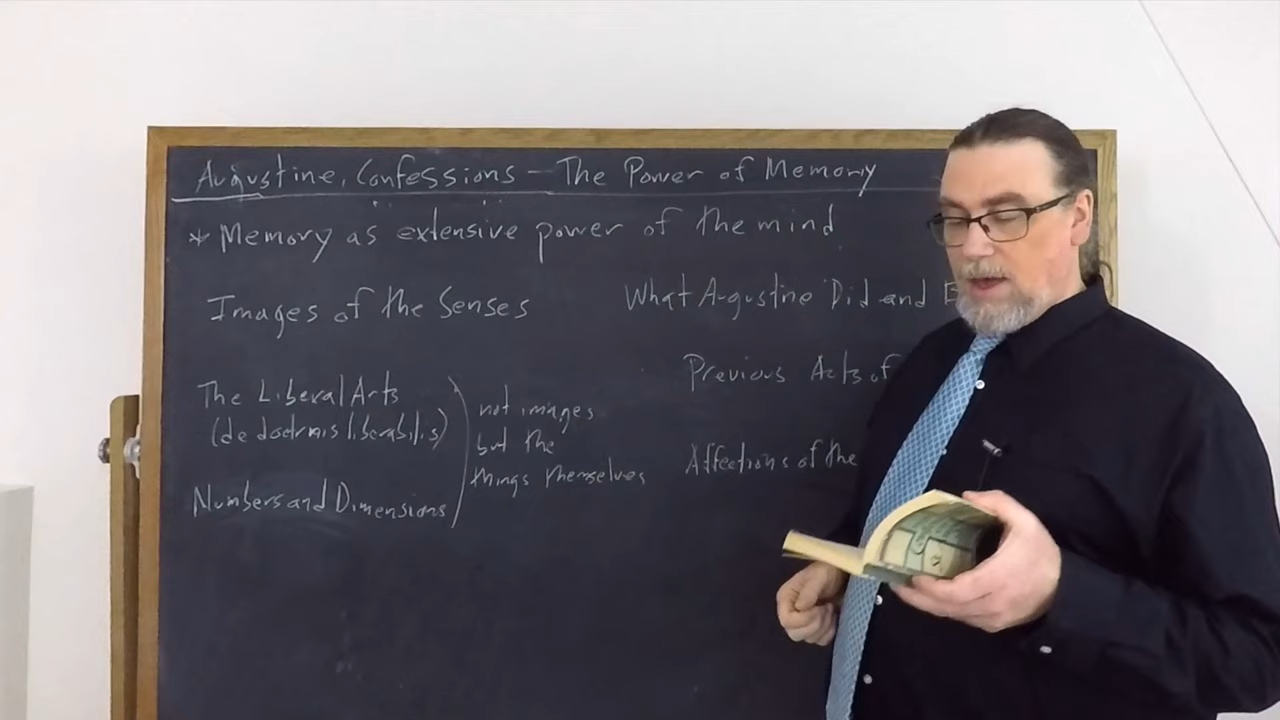 Augustine, Confessions - The Power of Memory
* Memory as extensive power of the mind
Images of the Senses
What Augustine Did and
Previous Acts of
Affections of the
The Liberal Arts
(de doctrinis liberabilis)
Numbers and Dimensions
not images
but the
things themselves